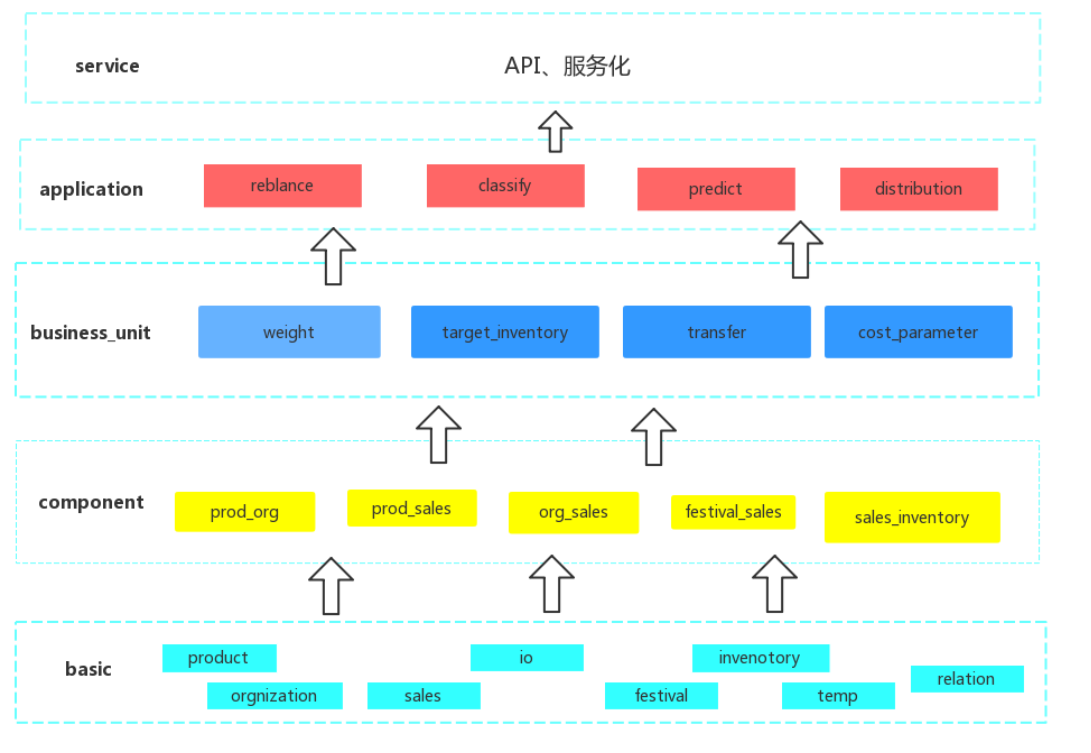 service
API、服务化
application
reblance
classify
predict
distribution
business_unit
weight
target_inventory
transfer
cost_parameter
component
prod_org
prod_sales
org_sales
festival_sales
sales_inventory
basic
product
io
invenotory
relation
orgnization
sales
festival
temp